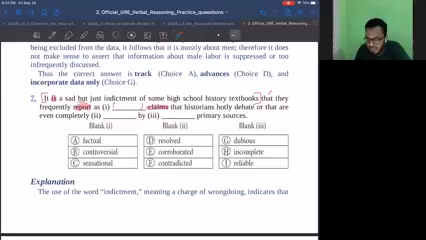 3. Official_GRE_Verbal_Reasoning_Practice_questions
being excluded from the data, it follows that it is mostly about men; therefore it does
not make sense to assert that information about male labor is suppressed or too
infrequently discussed.
Thus the correct answer is track (Choice A), advances (Choice D), and
incorporate data only (Choice G).
7. It is a sad but just indictment of some high school history textbooks that they
frequently report as (i) claims that historians hotly debate or that are
even completely (ii) by (iii) primary sources.
Blank (i) Blank (ii) Blank (iii)
A factual D resolved G dubious
B controversial E corroborated H incomplete
C sensational F contradicted I reliable
Explanation
The use of the word “indictment,” meaning a charge of wrongdoing, indicates that